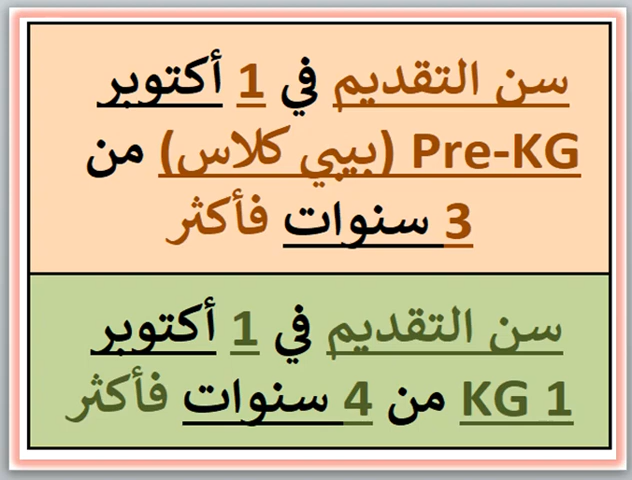 سن التقديم في 1 أكتوبر
Pre-KG (بيبي كلاس) من
3 سنوات فأكثر
سن التقديم في 1 أكتوبر
KG 1 من 4 سنوات فأكثر